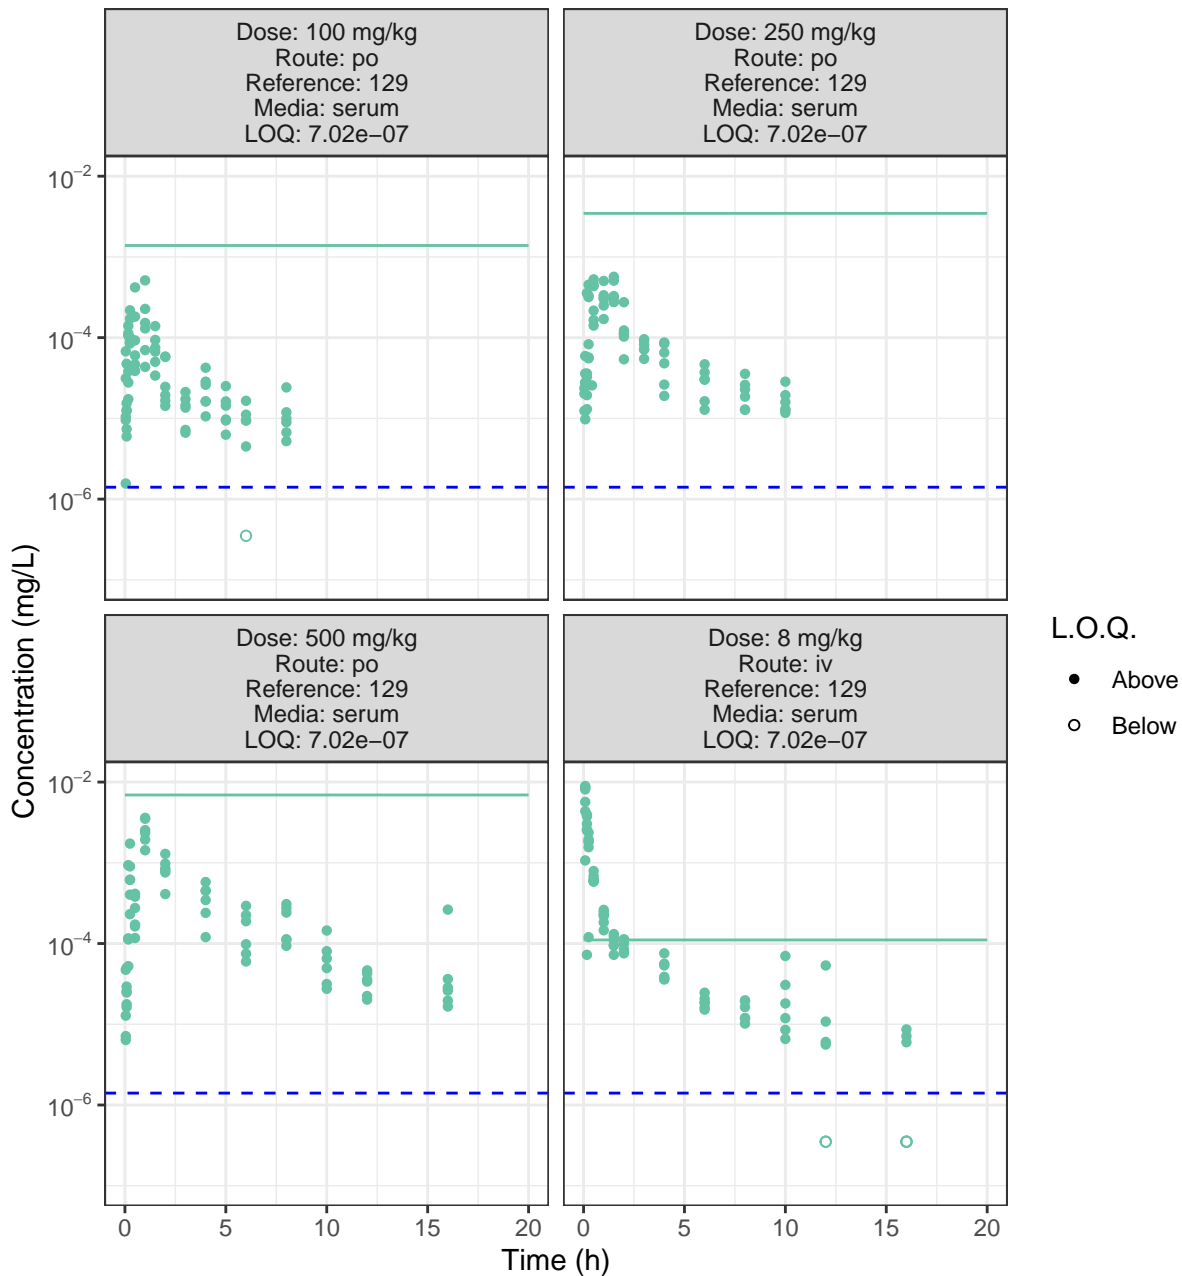 Dose: 100 mg/kg
Route: po
Reference: 129
Media: serum
LOQ: 7.02e−07
Dose: 250 mg/kg
Route: po
Reference: 129
Media: serum
LOQ: 7.02e−07
10−2
10−4
10−6
Concentration (mg/L)
Dose: 500 mg/kg
Route: po
Reference: 129
Media: serum
LOQ: 7.02e−07
Dose: 8 mg/kg
Route: iv
Reference: 129
Media: serum
LOQ: 7.02e−07
10−2
10−4
10−6
0 5 10 15 20
0 5 10 15 20
Time (h)
L.O.Q.
Above
Below